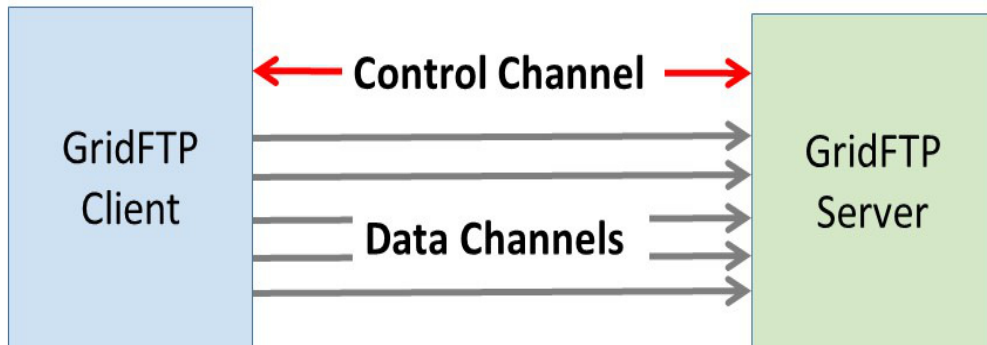 Control Channel
GridFTP
Client
GridFTP
Server
Data Channels